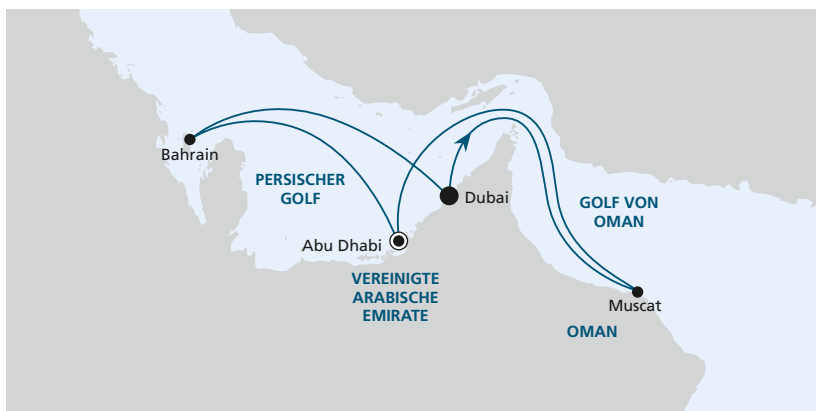 Bahrain
PERSISCHER
GOLF
Dubai
GOLF VON
OMAN
Abu Dhabi
VEREINIGTE
ARABISCHE
EMIRATE
Muscat
OMAN